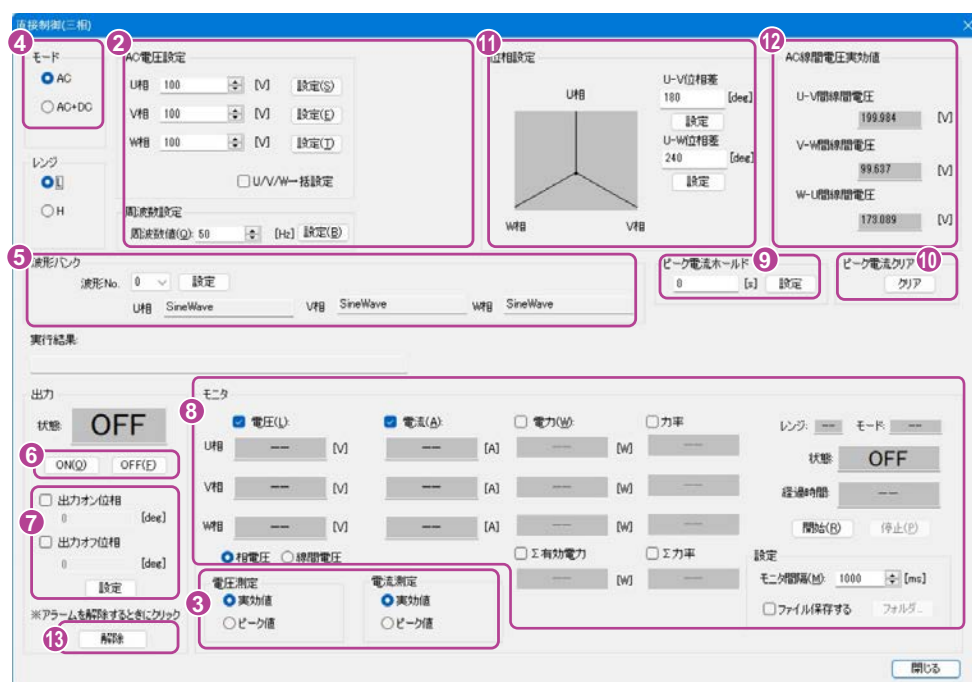 直接制御(三相)
4
モード
AC
AC+DC
レンジ
L
H
2
AC電圧設定
U相 100 [V] 設定(S)
V相 100 [V] 設定(E)
W相 100 [V] 設定(T)
U/V/W一括設定
周波数設定
周波数値(Q): 50 [Hz] 設定(B)
11
位相設定
U相
W相
V相
U-V位相差
180 [deg]
設定
U-W位相差
240 [deg]
設定
12
AC線間電圧実効値
U-V間線間電圧
199.984 [V]
V-W間線間電圧
99.637 [V]
W-U間線間電圧
173.089 [V]
5
波形バンク
波形No. 0 設定
U相 SineWave V相 SineWave W相 SineWave
9
ピーク電流ホールド
0 [s] 設定
10
ピーク電流クリア
クリア
実行結果:
出力
状態: OFF
6
ON(O) OFF(F)
7
出力オン位相
0 [deg]
出力オフ位相
0 [deg]
設定
※アラームを解除するときにクリック
13
解除
8
モニタ
電圧(L): 電流(A): 電力(W): 力率
U相 --- [V] --- [A] --- [W] ---
V相 --- [V] --- [A] --- [W] ---
W相 --- [V] --- [A] --- [W] ---
相電圧 線間電圧
Σ有効電力 Σ力率
--- [W] ---
レンジ: -- モード: --
状態: OFF
経過時間: --
開始(R) 停止(P)
設定
モニタ間隔(M): 1000 [ms]
ファイル保存する フォルダ...
3
電圧測定
実効値
ピーク値
電流測定
実効値
ピーク値
閉じる